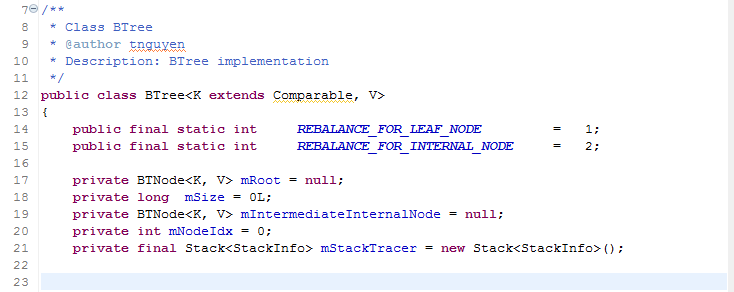 7 /**
8  * Class BTree
9  * @author tnguyen
10  * Description: BTree implementation
11  */
12 public class BTree<K extends Comparable, V>
13 {
14     public final static int     REBALANCE_FOR_LEAF_NODE         =   1;
15     public final static int     REBALANCE_FOR_INTERNAL_NODE     =   2;
16
17     private BTNode<K, V> mRoot = null;
18     private long  mSize = 0L;
19     private BTNode<K, V> mIntermediateInternalNode = null;
20     private int mNodeIdx = 0;
21     private final Stack<StackInfo> mStackTracer = new Stack<StackInfo>();
22
23